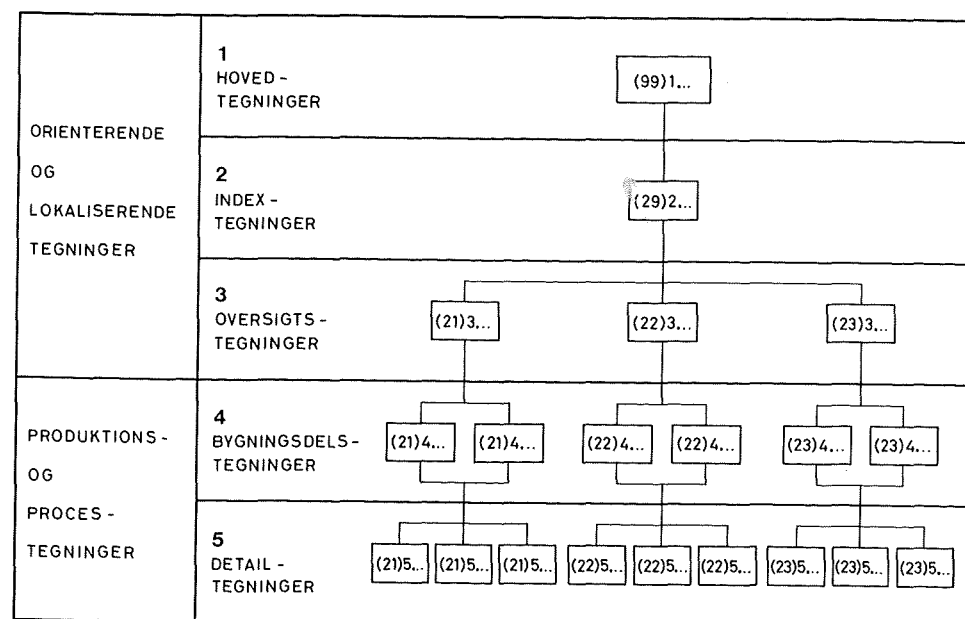 ORIENTERENDE
OG
LOKALISERENDE
TEGNINGER
1
HOVED-
TEGNINGER
(99)1...
2
INDEX-
TEGNINGER
(29)2...
3
OVERSIGTS-
TEGNINGER
(21)3... (22)3... (23)3...
PRODUKTIONS-
OG
PROCES-
TEGNINGER
4
BYGNINGSDELS-
TEGNINGER
(21)4... (21)4... (22)4... (22)4... (23)4... (23)4...
5
DETAIL-
TEGNINGER
(21)5... (21)5... (21)5... (22)5... (22)5... (22)5... (23)5... (23)5... (23)5...